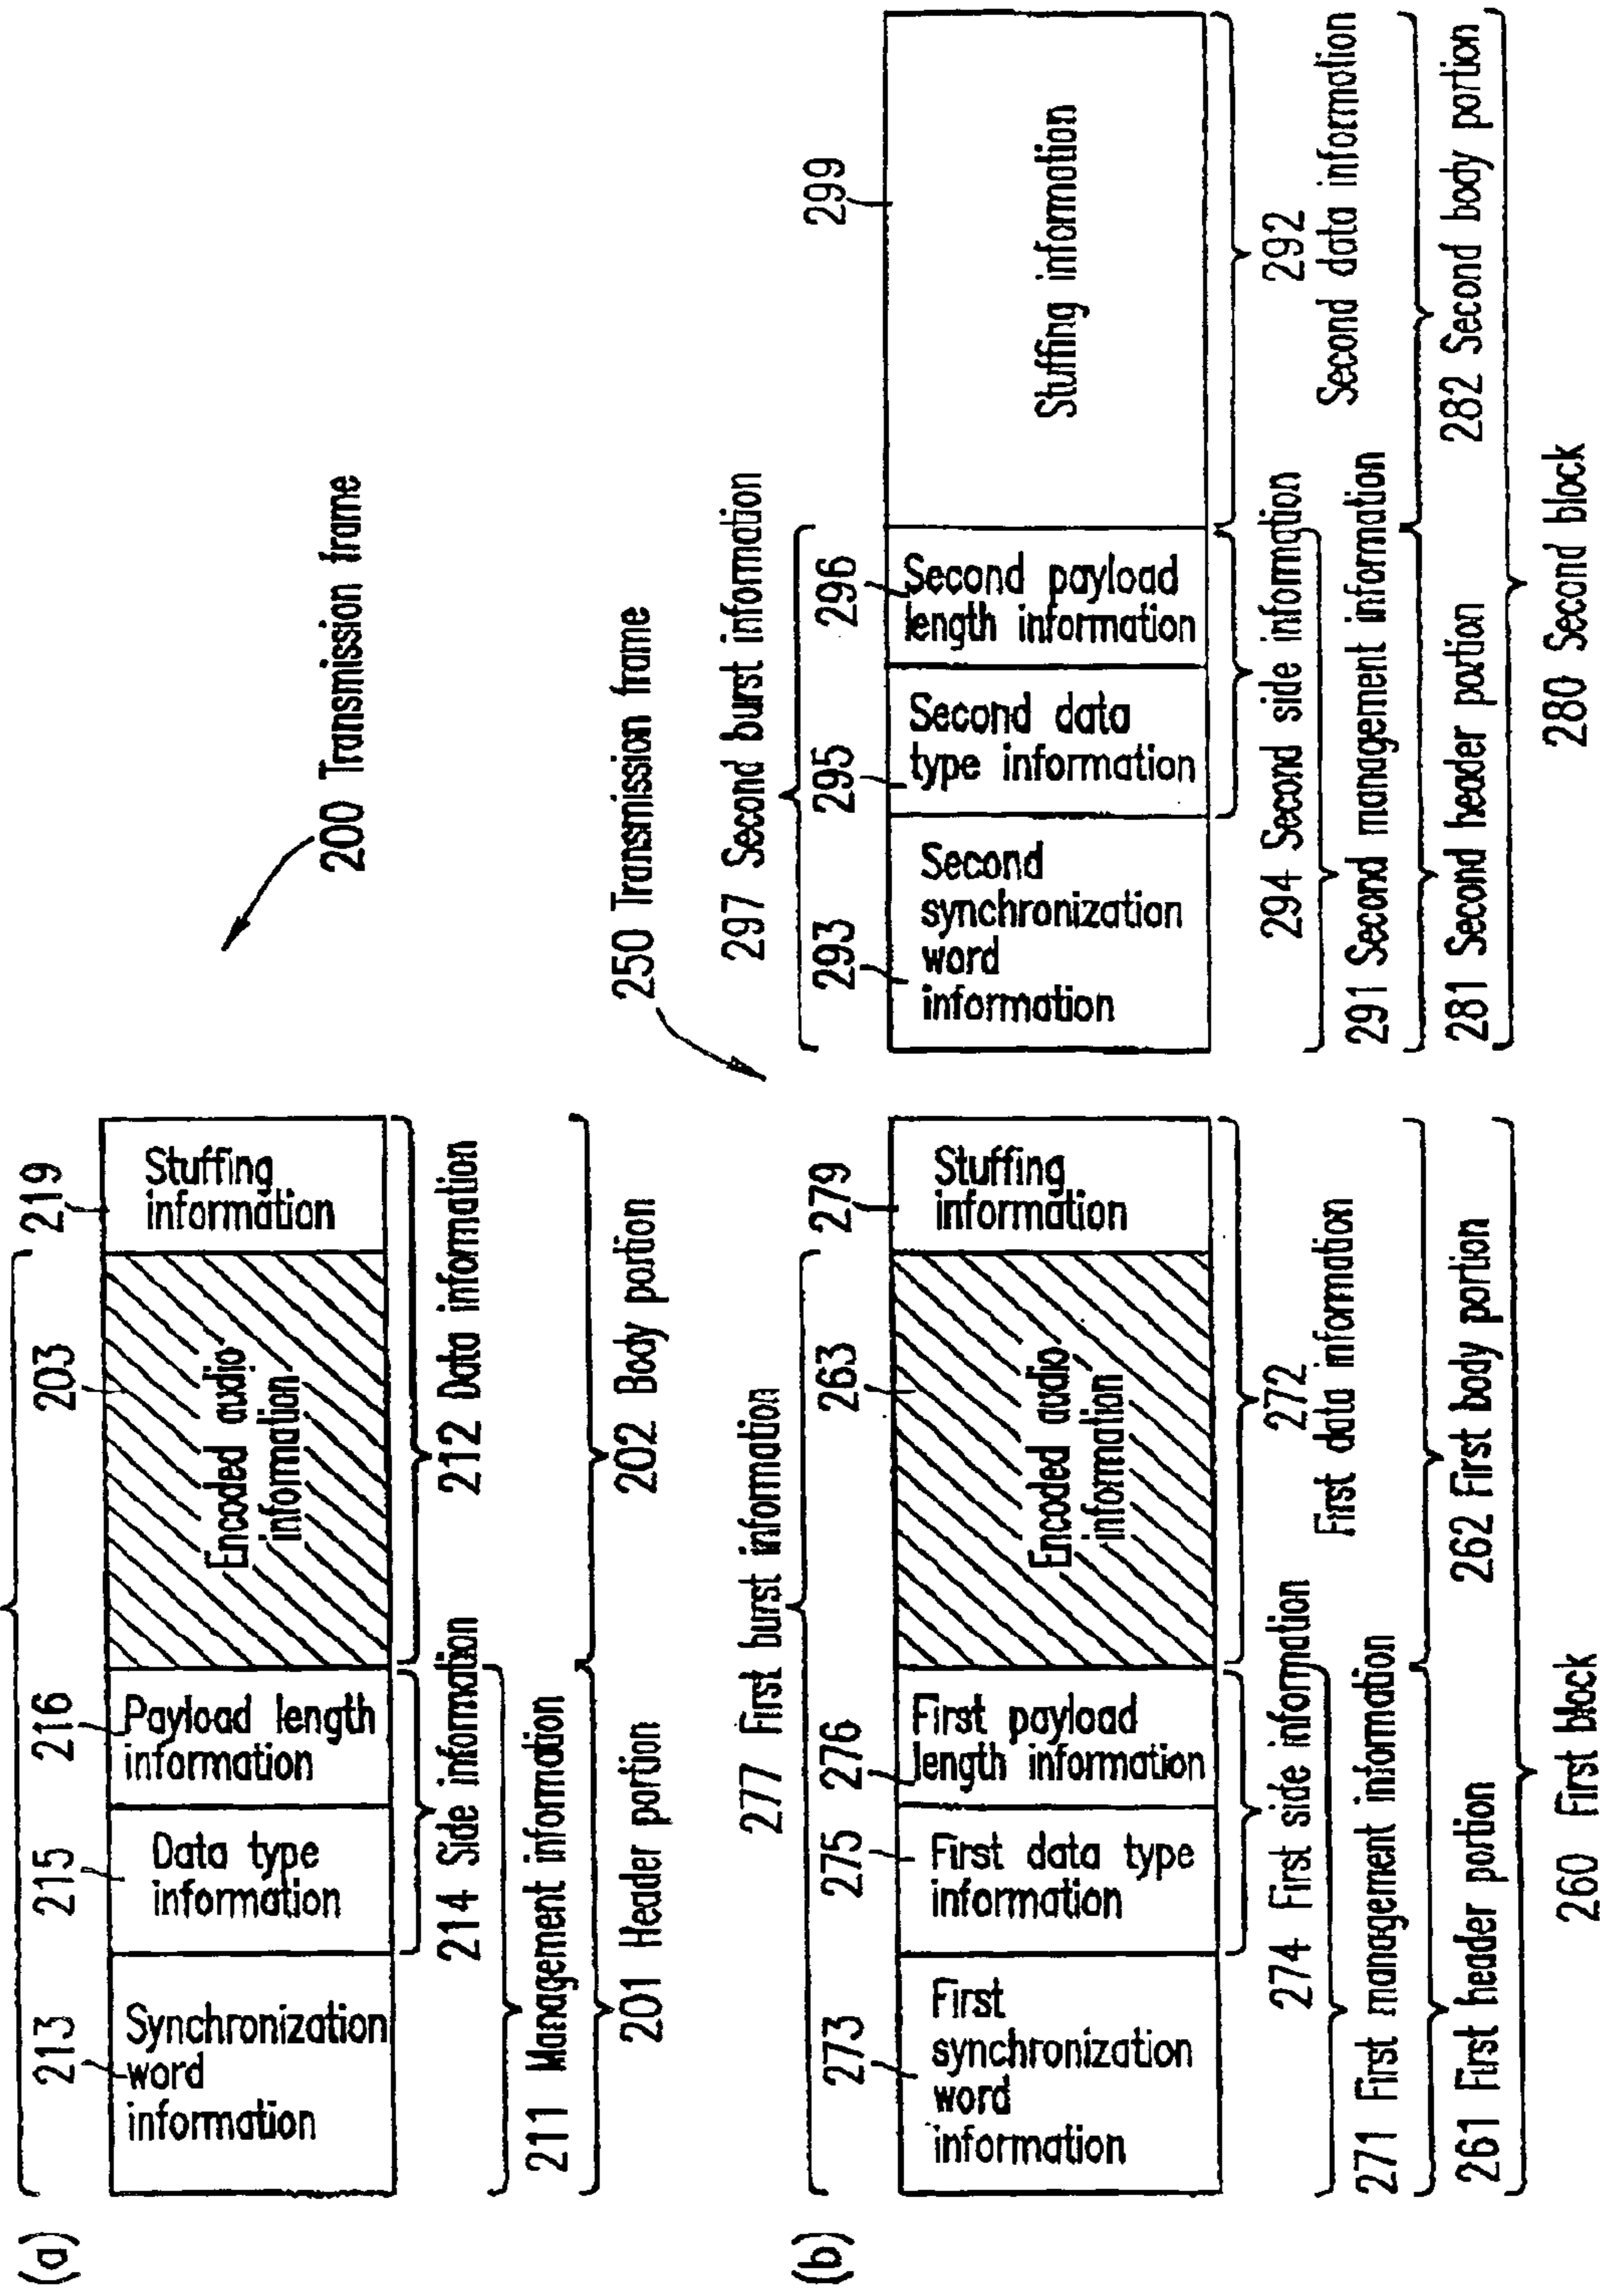 (a)
200 Transmission frame
213
215
216
203
219
Synchronization
word
information
Data type
information
Payload length
information
Encoded audio
information
Stuffing
information
214 Side information
212 Data information
211 Management information
201 Header portion
202 Body portion
(b)
250 Transmission frame
277 First burst information
297 Second burst information
273
275
276
263
279
293
295
296
299
First
synchronization
word
information
First data type
information
First payload
length information
Encoded audio
information
Stuffing
information
Second
synchronization
word
information
Second data
type information
Second payload
length information
Stuffing information
274 First side information
272
First data information
294 Second side information
292
Second data information
271 First management information
291 Second management information
261 First header portion
262 First body portion
281 Second header portion
282 Second body portion
260 First block
280 Second block